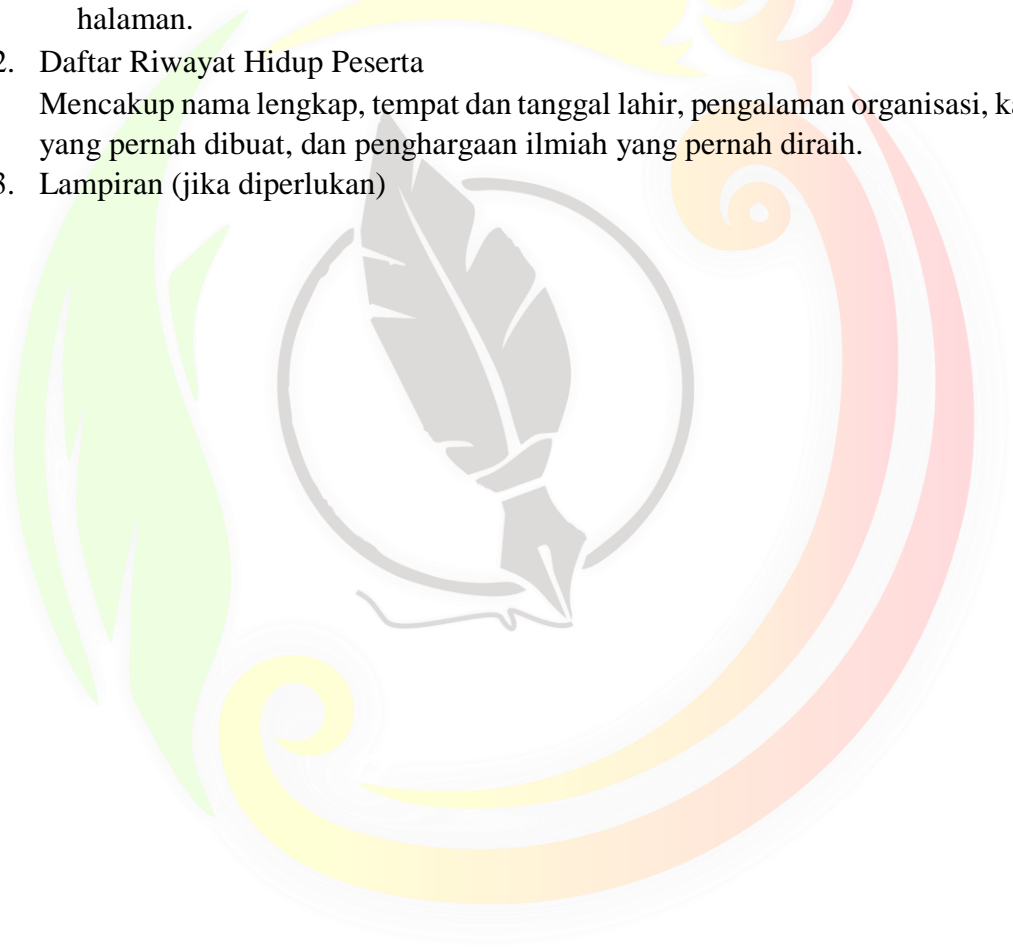 halaman.
2. Daftar Riwayat Hidup Peserta
Mencakup nama lengkap, tempat dan tanggal lahir, pengalaman organisasi,
yang pernah dibuat, dan penghargaan ilmiah yang pernah diraih.
3. Lampiran (jika diperlukan)